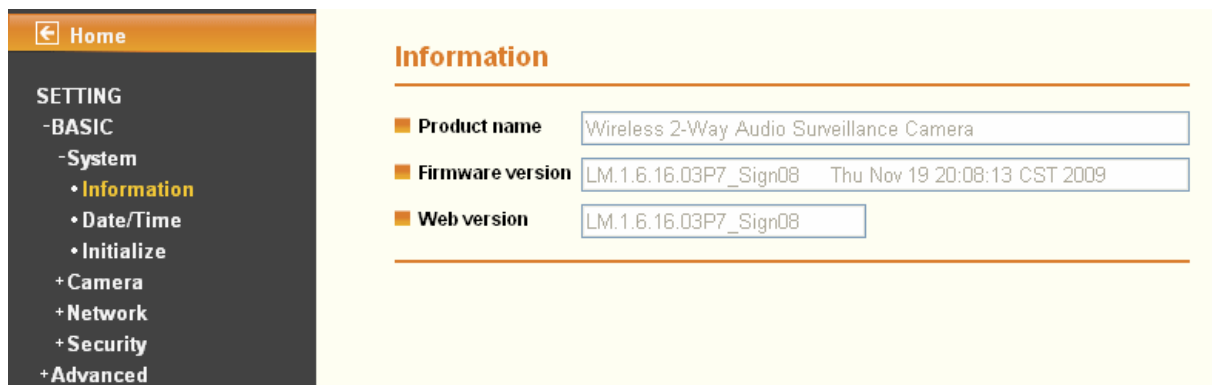 Home
SETTING
-BASIC
-System
•Information
•Date/Time
•Initialize
+Camera
+Network
+Security
+Advanced
Information
Product name Wireless 2-Way Audio Surveillance Camera
Firmware version LM.1.6.16.03P7_Sign08 Thu Nov 19 20:08:13 CST 2009
Web version LM.1.6.16.03P7_Sign08